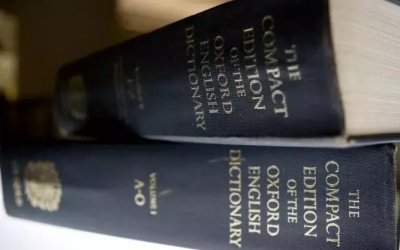 THE
COMPACT
EDITION
OF THE
OXFORD
ENGLISH
DICTIONARY
THE
COMPACT
EDITION
OF THE
OXFORD
ENGLISH
DICTIONARY
VOLUME I
A-O